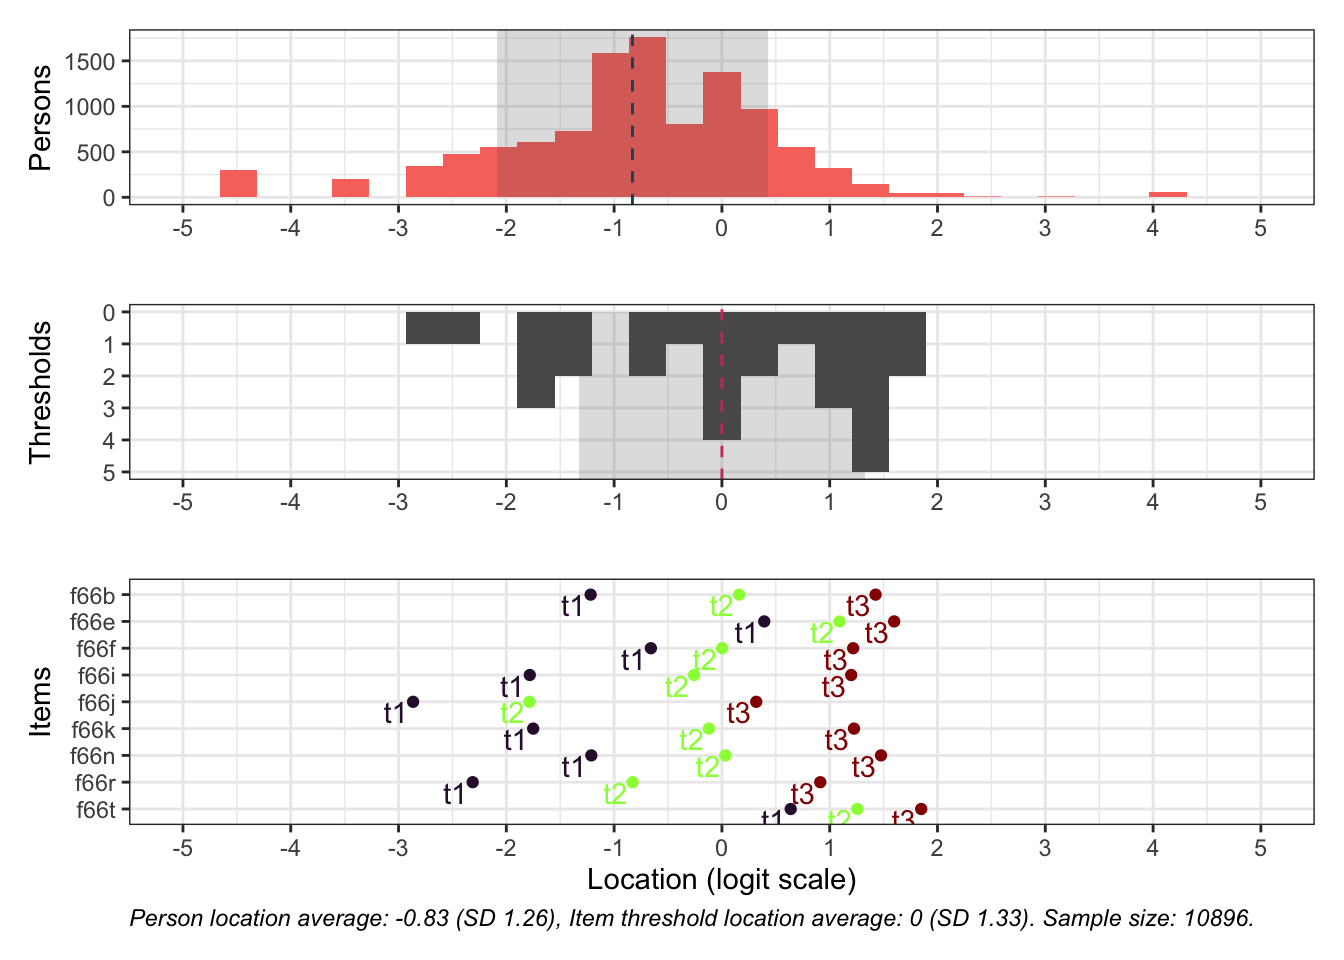 Persons
1500
1000
500
0
-5 -4 -3 -2 -1 0 1 2 3 4 5
Thresholds
0
1
2
3
4
5
-5 -4 -3 -2 -1 0 1 2 3 4 5
Items
f66b t1 t2 t3
f66e t1 t2 t3
f66f t1 t2 t3
f66i t1 t2 t3
f66j t1 t2 t3
f66k t1 t2 t3
f66n t1 t2 t3
f66r t1 t2 t3
f66t t1 t2 t3
-5 -4 -3 -2 -1 0 1 2 3 4 5
Location (logit scale)
Person location average: -0.83 (SD 1.26), Item threshold location average: 0 (SD 1.33). Sample size: 10896.